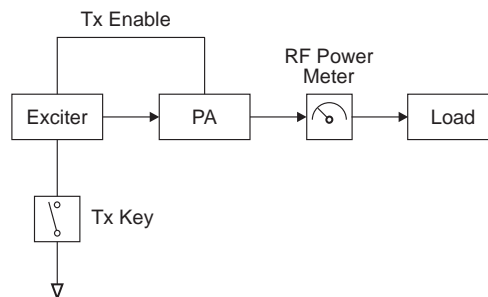 Tx Enable
RF Power
Meter
Exciter
PA
Load
Tx Key